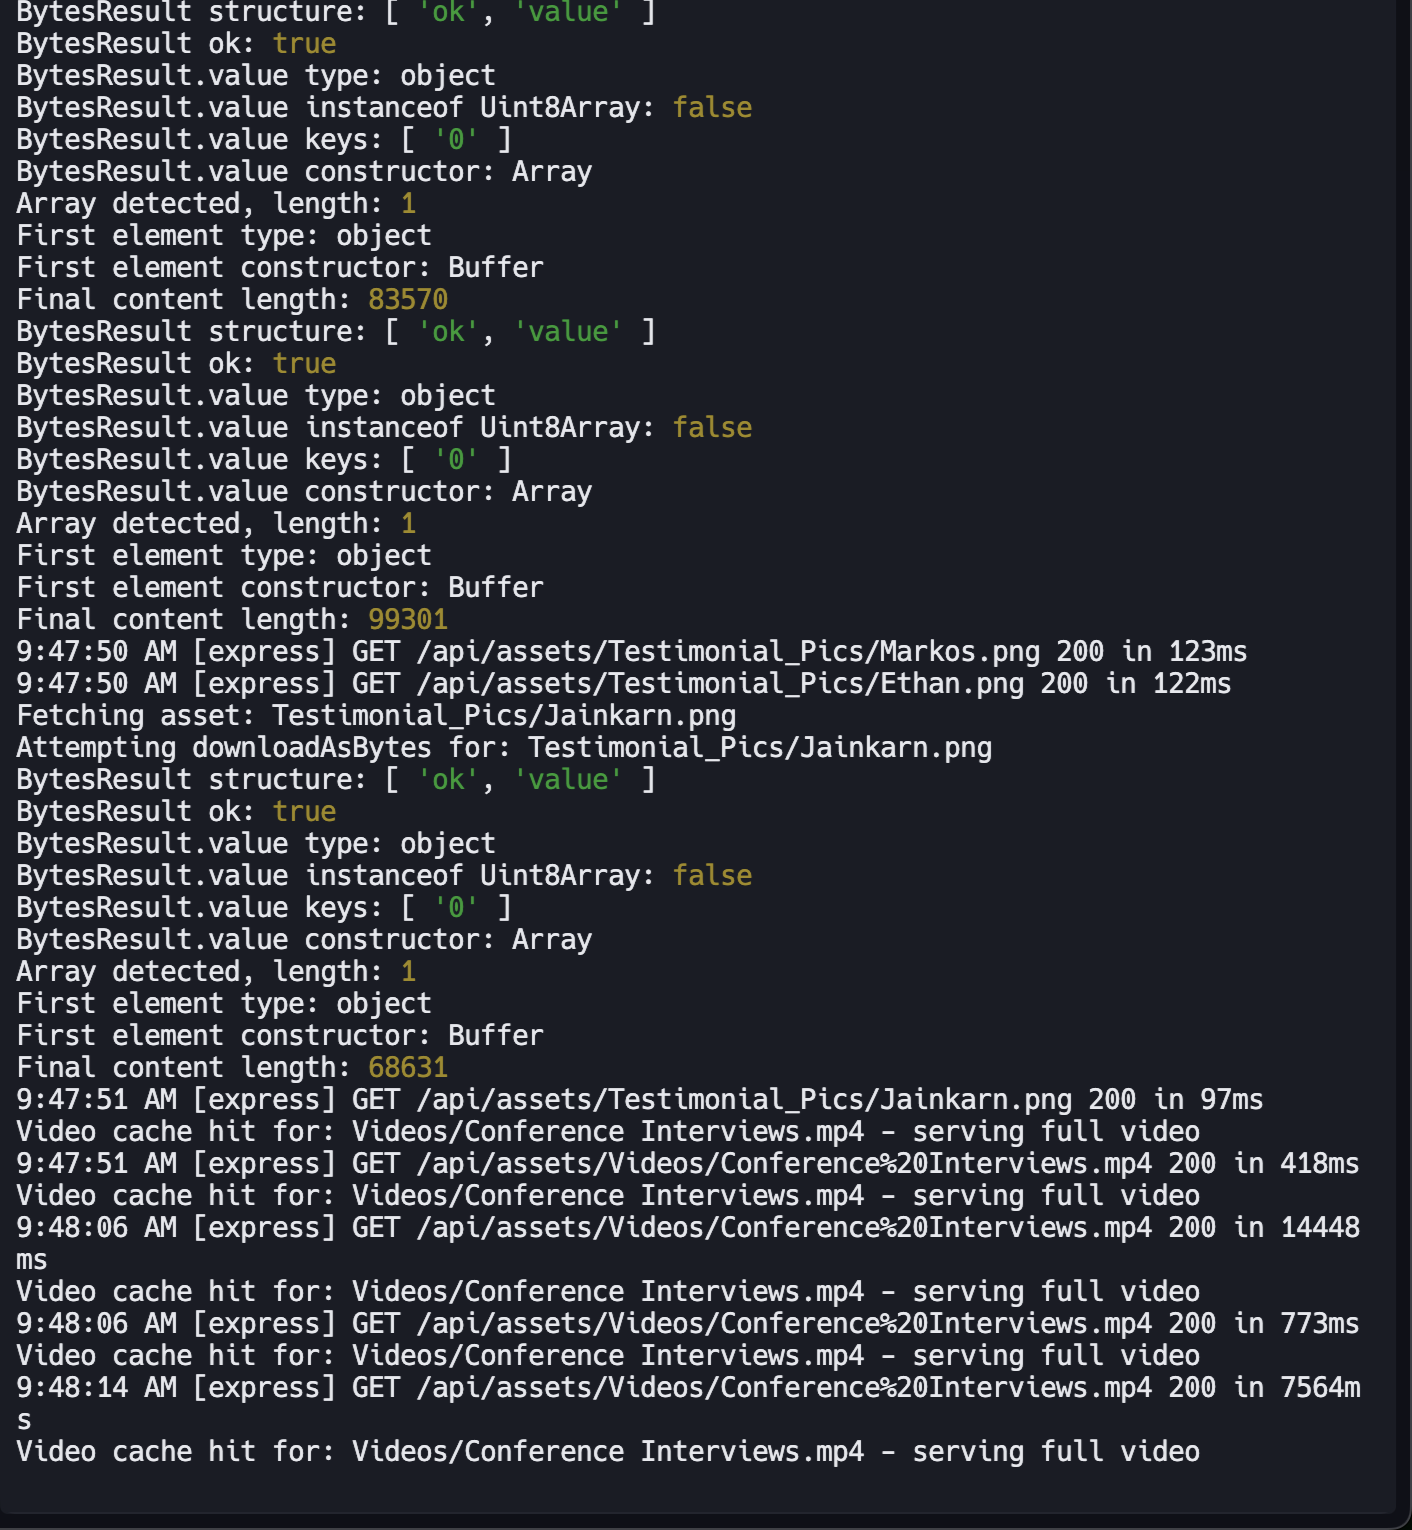 BytesResult structure: [ 'ok', 'value' ]
BytesResult ok: true
BytesResult.value type: object
BytesResult.value instanceof Uint8Array: false
BytesResult.value keys: [ '0' ]
BytesResult.value constructor: Array
Array detected, length: 1
First element type: object
First element constructor: Buffer
Final content length: 83570
BytesResult structure: [ 'ok', 'value' ]
BytesResult ok: true
BytesResult.value type: object
BytesResult.value instanceof Uint8Array: false
BytesResult.value keys: [ '0' ]
BytesResult.value constructor: Array
Array detected, length: 1
First element type: object
First element constructor: Buffer
Final content length: 99301
9:47:50 AM [express] GET /api/assets/Testimonial_Pics/Markos.png 200 in 123ms
9:47:50 AM [express] GET /api/assets/Testimonial_Pics/Ethan.png 200 in 122ms
Fetching asset: Testimonial_Pics/Jainkarn.png
Attempting downloadAsBytes for: Testimonial_Pics/Jainkarn.png
BytesResult structure: [ 'ok', 'value' ]
BytesResult ok: true
BytesResult.value type: object
BytesResult.value instanceof Uint8Array: false
BytesResult.value keys: [ '0' ]
BytesResult.value constructor: Array
Array detected, length: 1
First element type: object
First element constructor: Buffer
Final content length: 68631
9:47:51 AM [express] GET /api/assets/Testimonial_Pics/Jainkarn.png 200 in 97ms
Video cache hit for: Videos/Conference Interviews.mp4 - serving full video
9:47:51 AM [express] GET /api/assets/Videos/Conference%20Interviews.mp4 200 in 418ms
Video cache hit for: Videos/Conference Interviews.mp4 - serving full video
9:48:06 AM [express] GET /api/assets/Videos/Conference%20Interviews.mp4 200 in 14448
ms
Video cache hit for: Videos/Conference Interviews.mp4 - serving full video
9:48:06 AM [express] GET /api/assets/Videos/Conference%20Interviews.mp4 200 in 773ms
Video cache hit for: Videos/Conference Interviews.mp4 - serving full video
9:48:14 AM [express] GET /api/assets/Videos/Conference%20Interviews.mp4 200 in 7564m
s
Video cache hit for: Videos/Conference Interviews.mp4 - serving full video